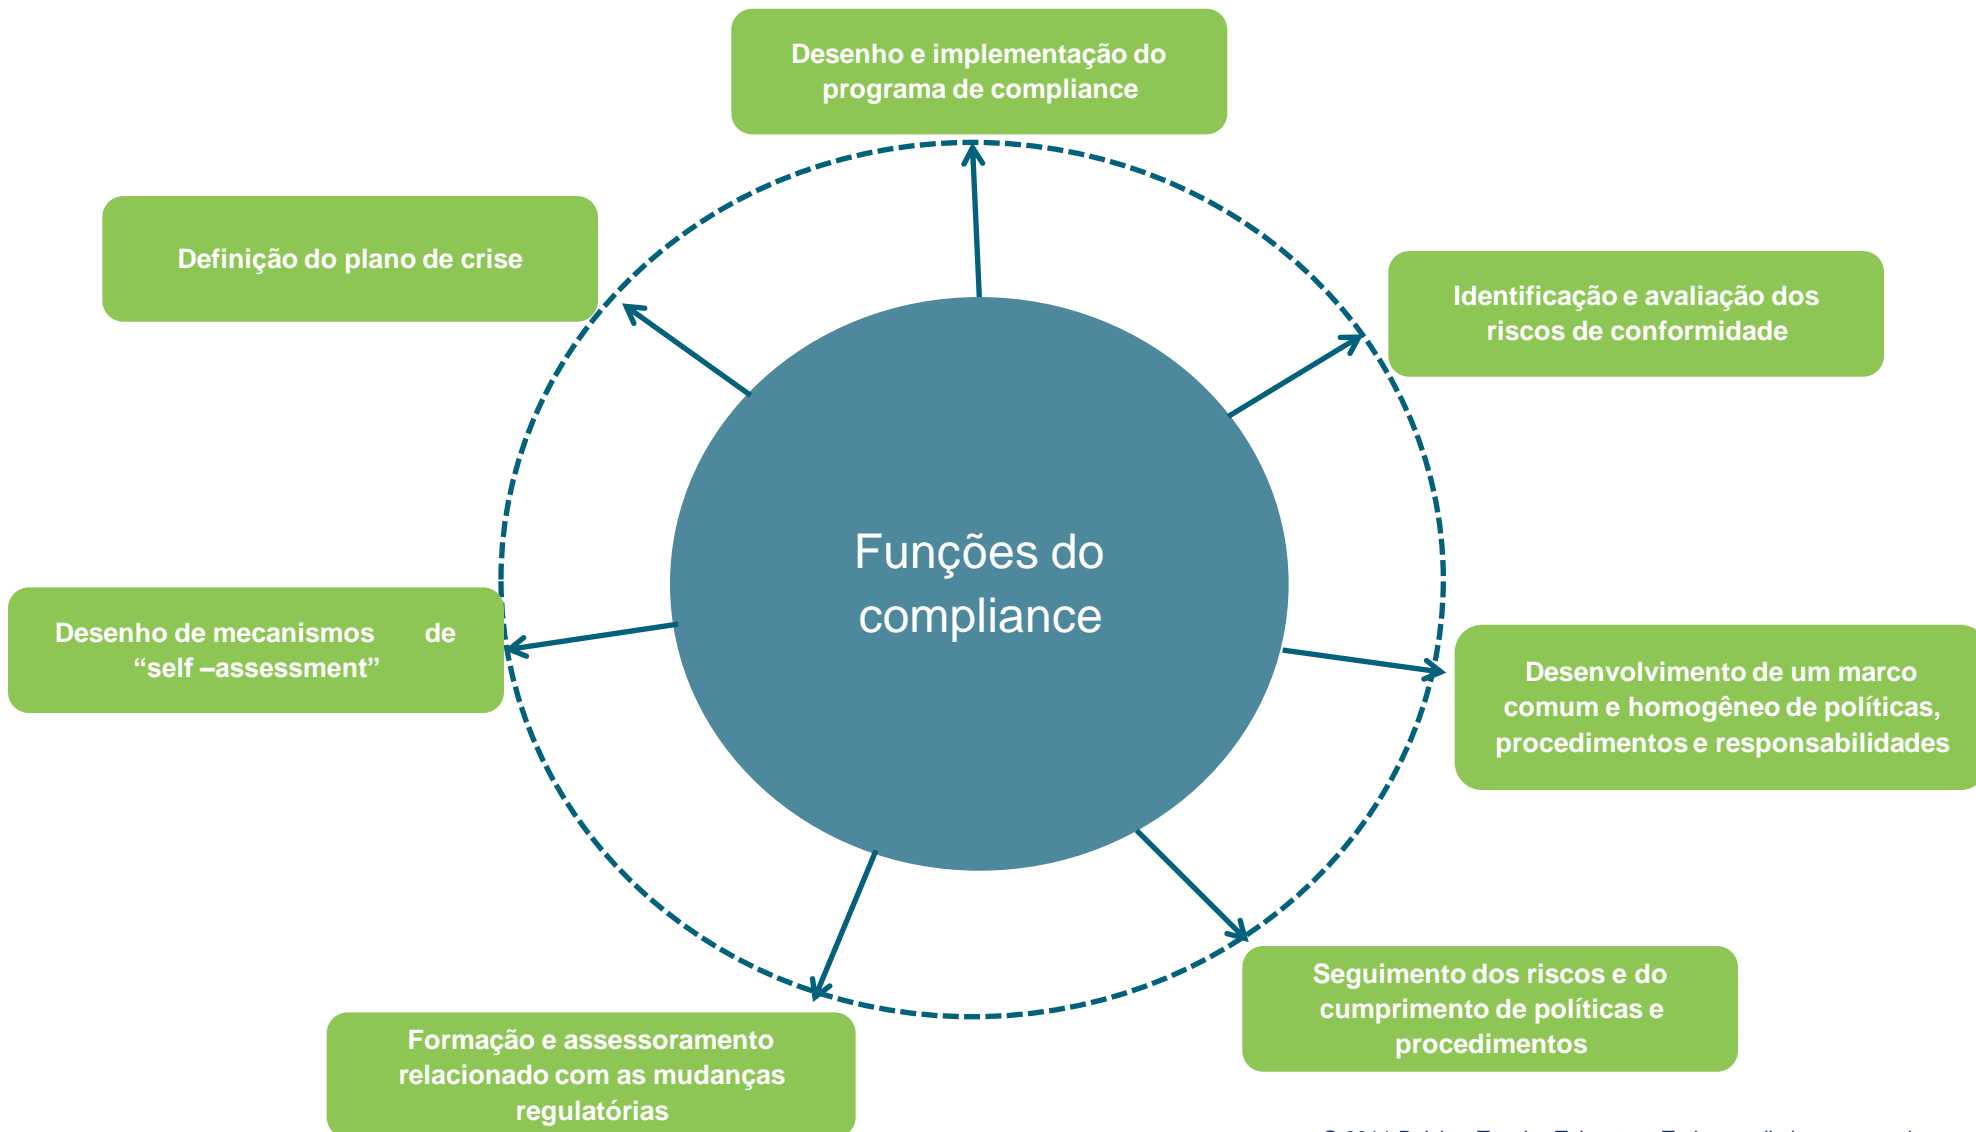 Desenho e implementação do
programa de compliance
Definição do plano de crise
Identificação e avaliação dos
riscos de conformidade
Funções do
compliance
Desenho de mecanismos de
“self –assessment”
Desenvolvimento de um marco
comum e homogêneo de políticas,
procedimentos e responsabilidades
Seguimento dos riscos e do
cumprimento de políticas e
procedimentos
Formação e assessoramento
relacionado com as mudanças
regulatórias